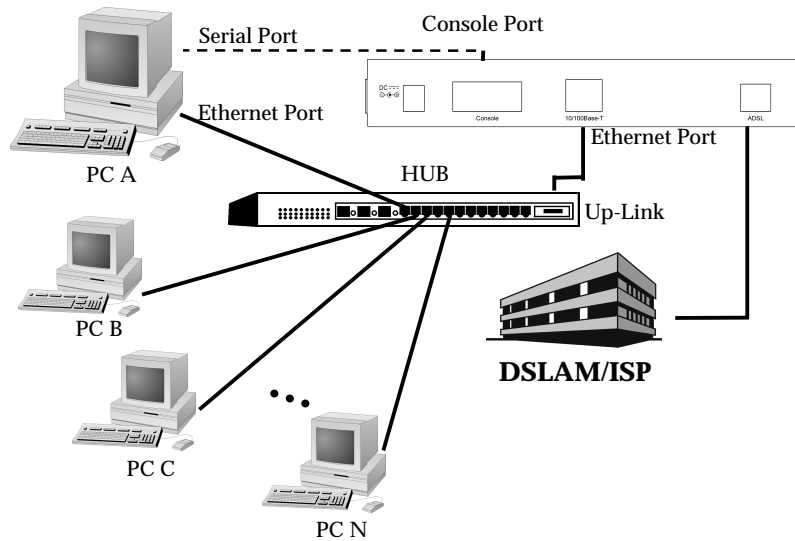 Serial Port
Console Port
DC
Console
10/100Base-T
ADSL
Ethernet Port
Ethernet Port
PC A
HUB
Up-Link
PC B
DSLAM/ISP
PC C
PC N